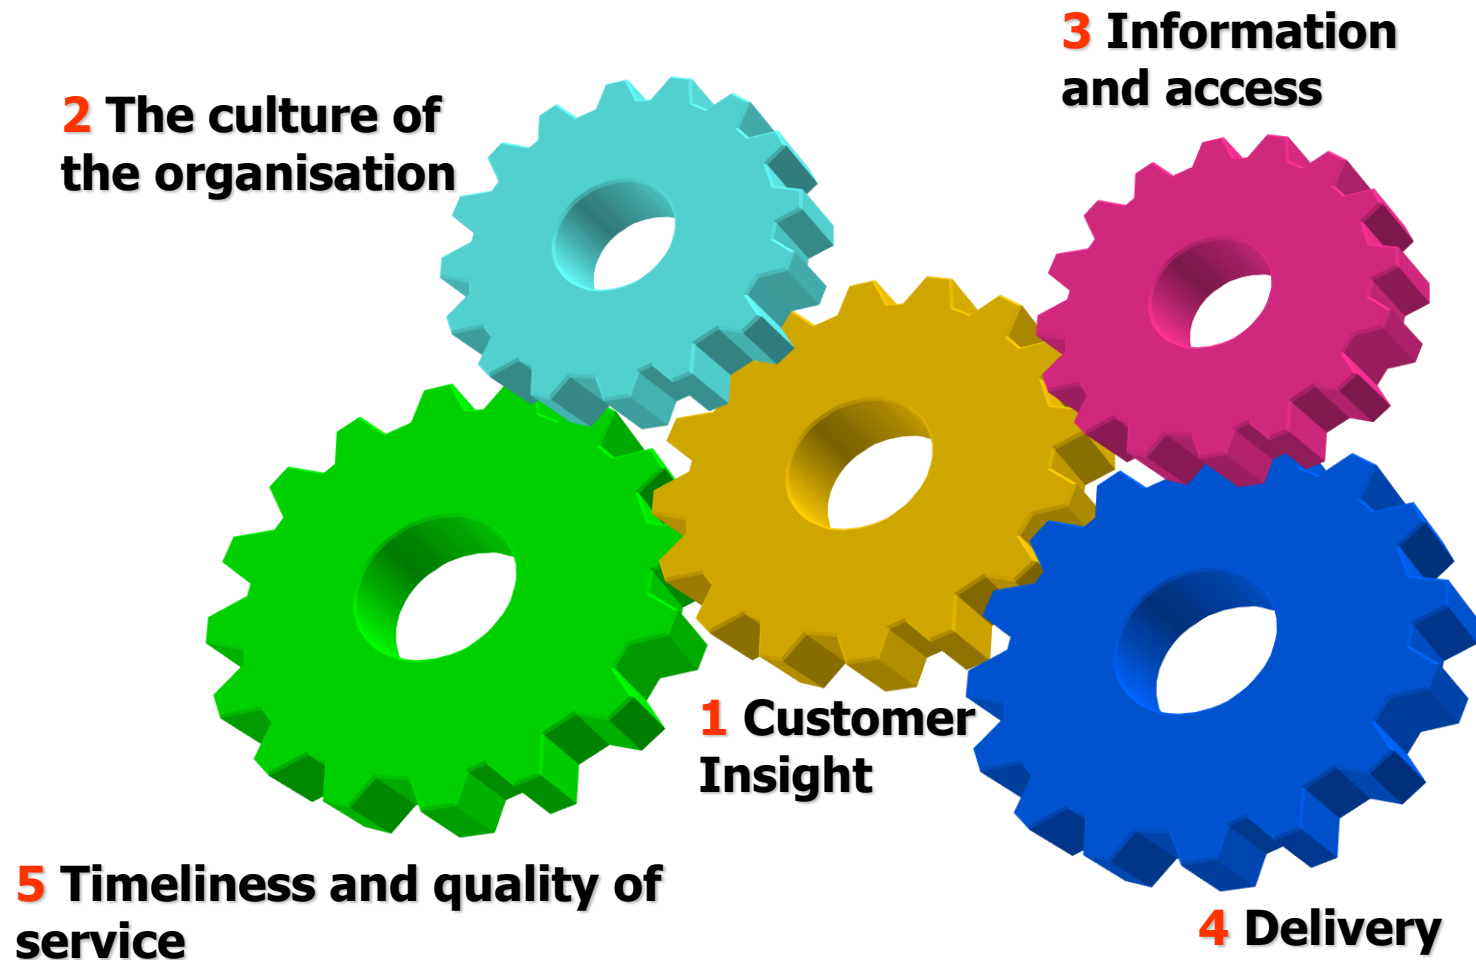 3 Information
and access
2 The culture of
the organisation
1 Customer
Insight
5 Timeliness and quality of
service
4 Delivery